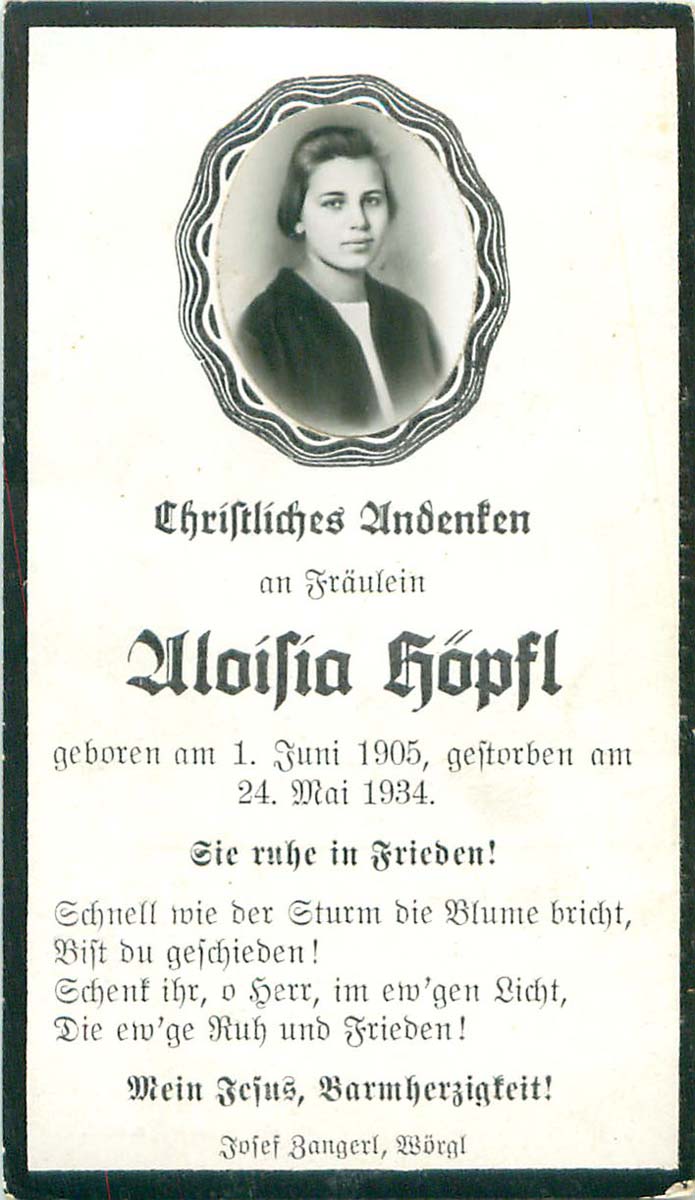 Christliches Andenken
an Fräulein
Aloisia Höpfl
geboren am 1. Juni 1905, gestorben am
24. Mai 1934.
Sie ruhe in Frieden!
Schnell wie der Sturm die Blume bricht,
Bist du geschieden!
Schenk ihr, o Herr, im ew'gen Licht,
Die ew'ge Ruh und Frieden!
Mein Jesus, Barmherzigkeit!
Josef Zangerl, Wörgl